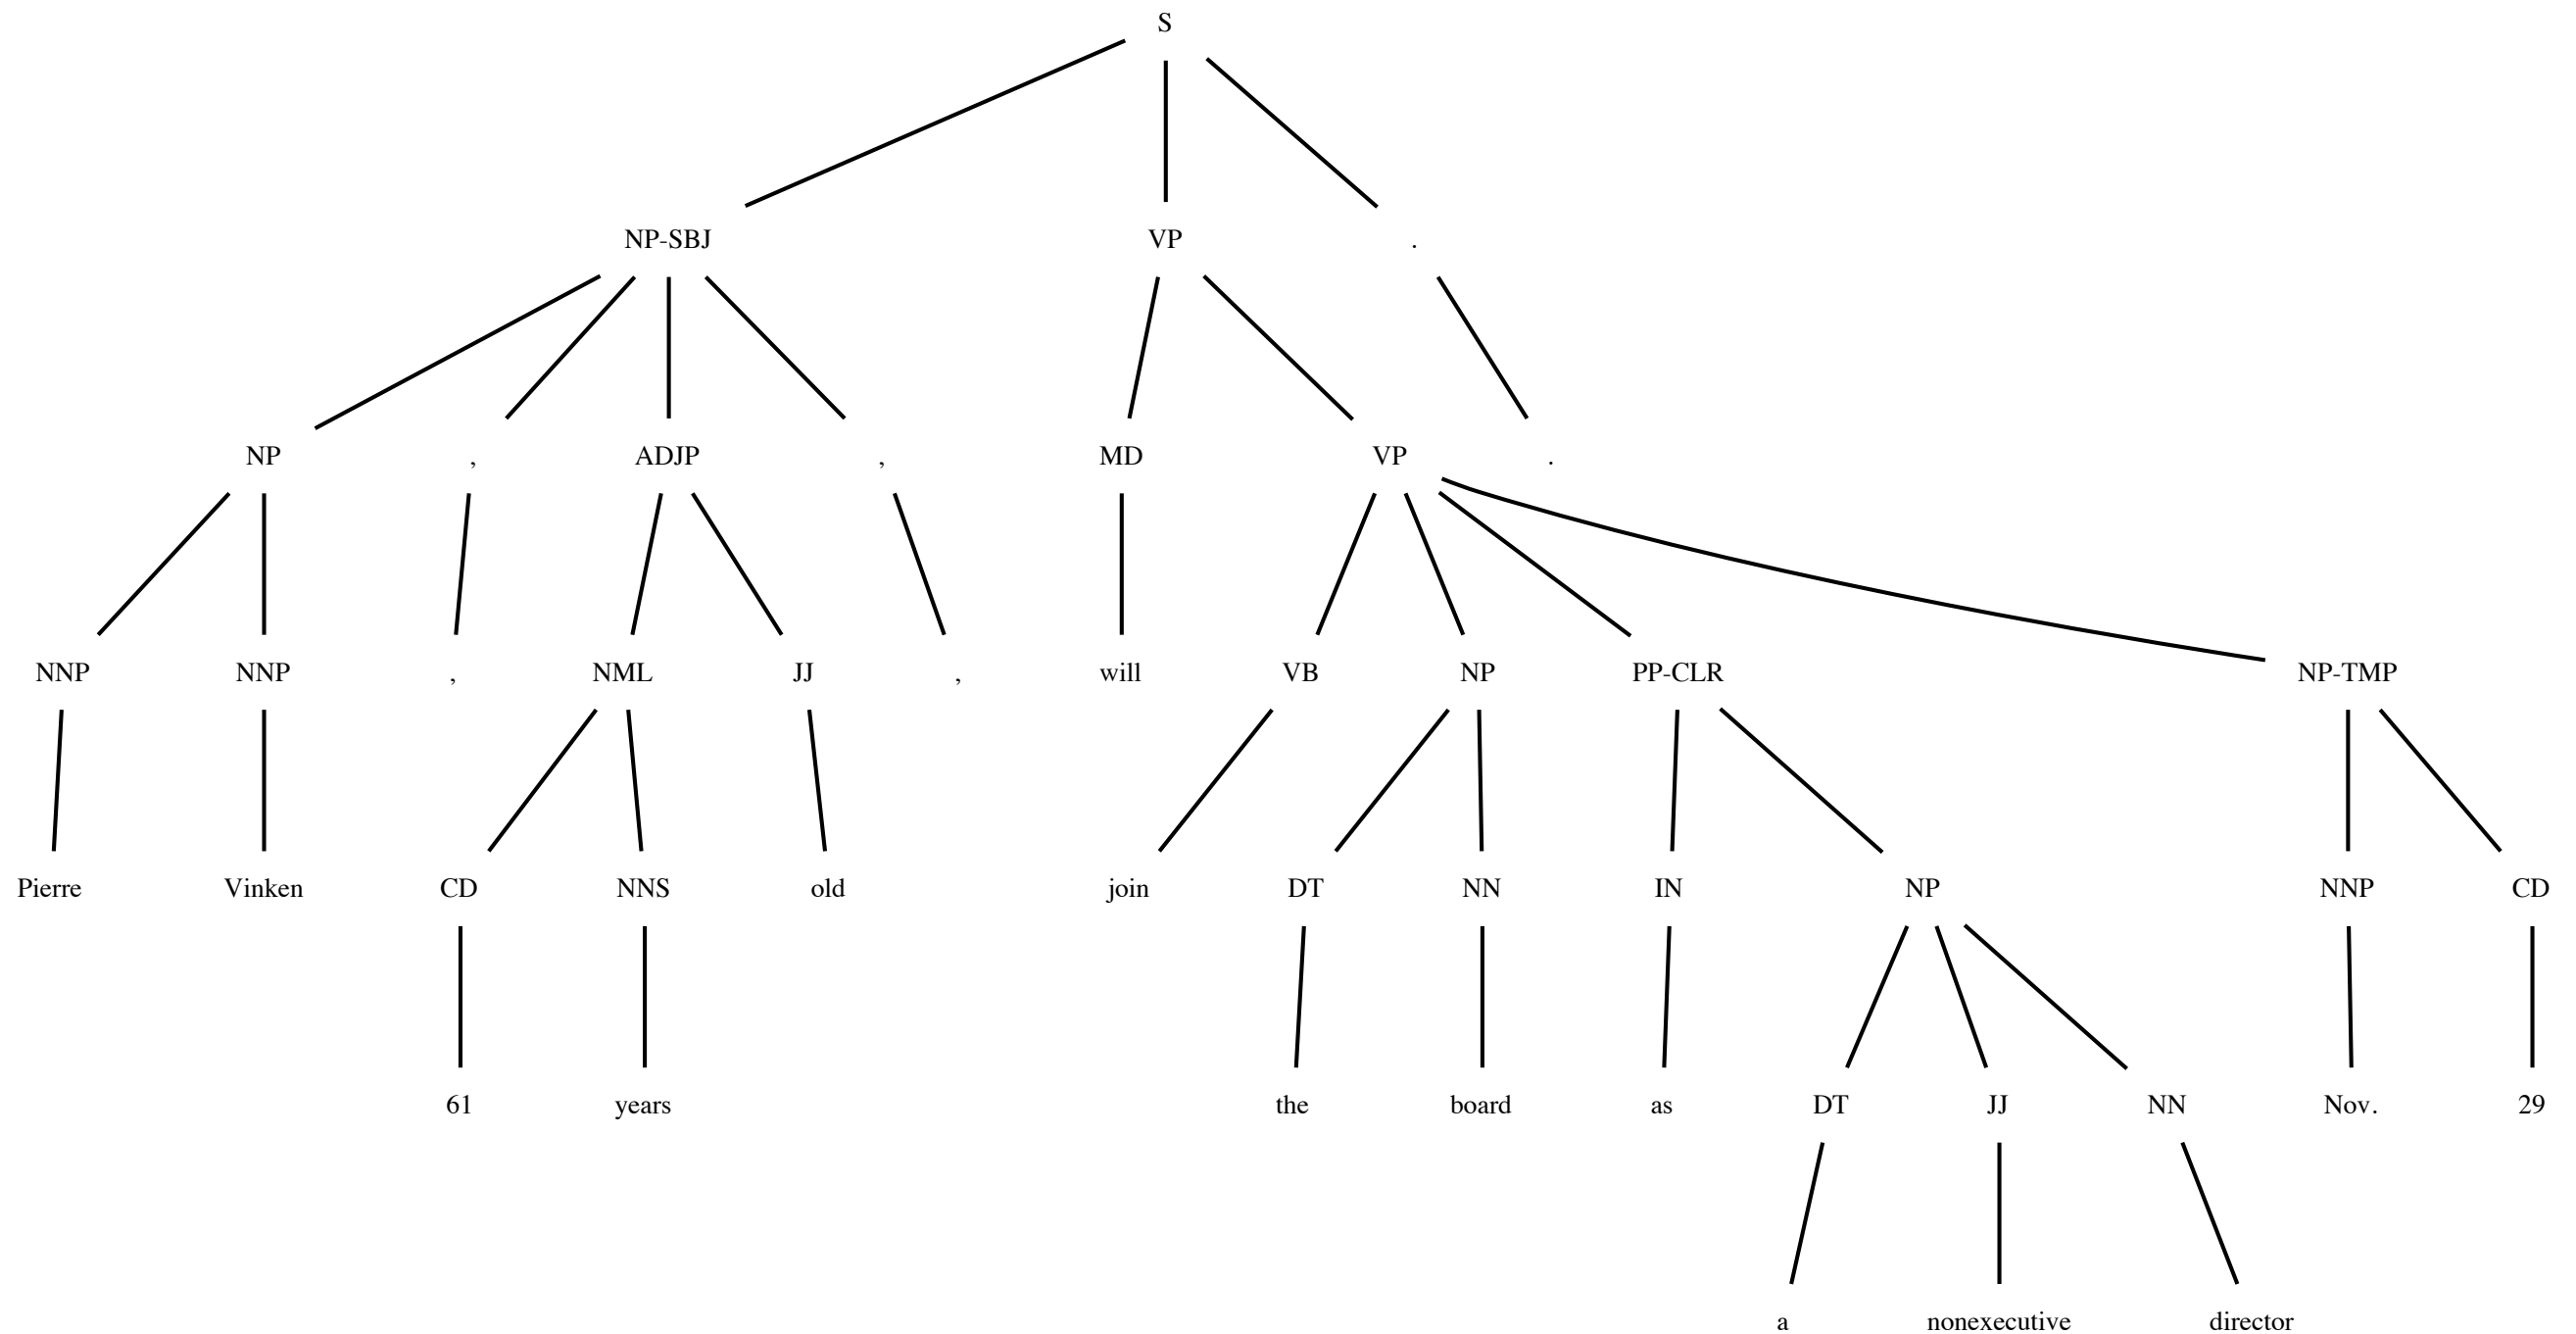 S
NP-SBJ VP .
NP , ADJP , MD VP .
NNP NNP , NML JJ , will VB NP PP-CLR NP-TMP
Pierre Vinken CD NNS old join DT NN IN NP NNP CD
61 years the board as DT JJ NN Nov. 29
a nonexecutive director